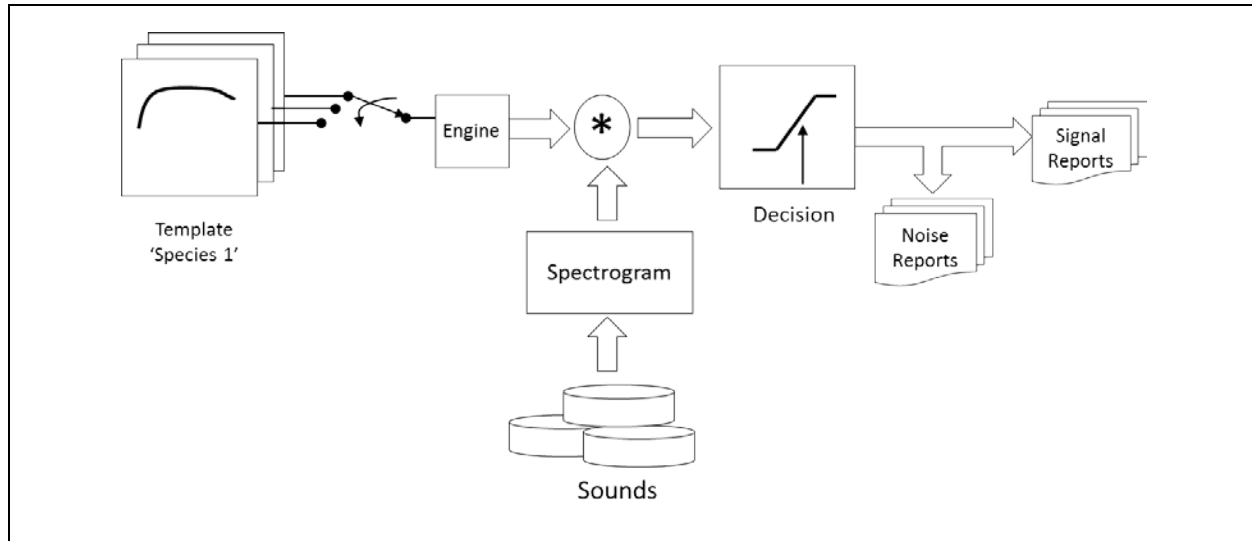 Template
‘Species 1’
Engine
*
Spectrogram
Sounds
Decision
Signal
Reports
Noise
Reports